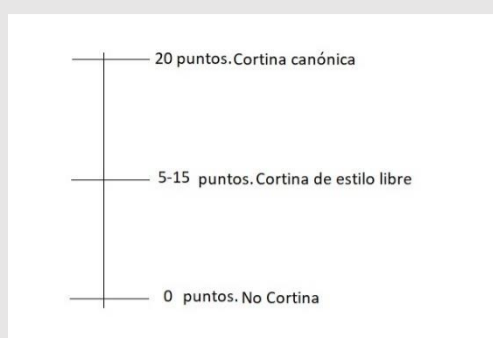 20 puntos. Cortina canónica
5-15 puntos. Cortina de estilo libre
0 puntos. No Cortina